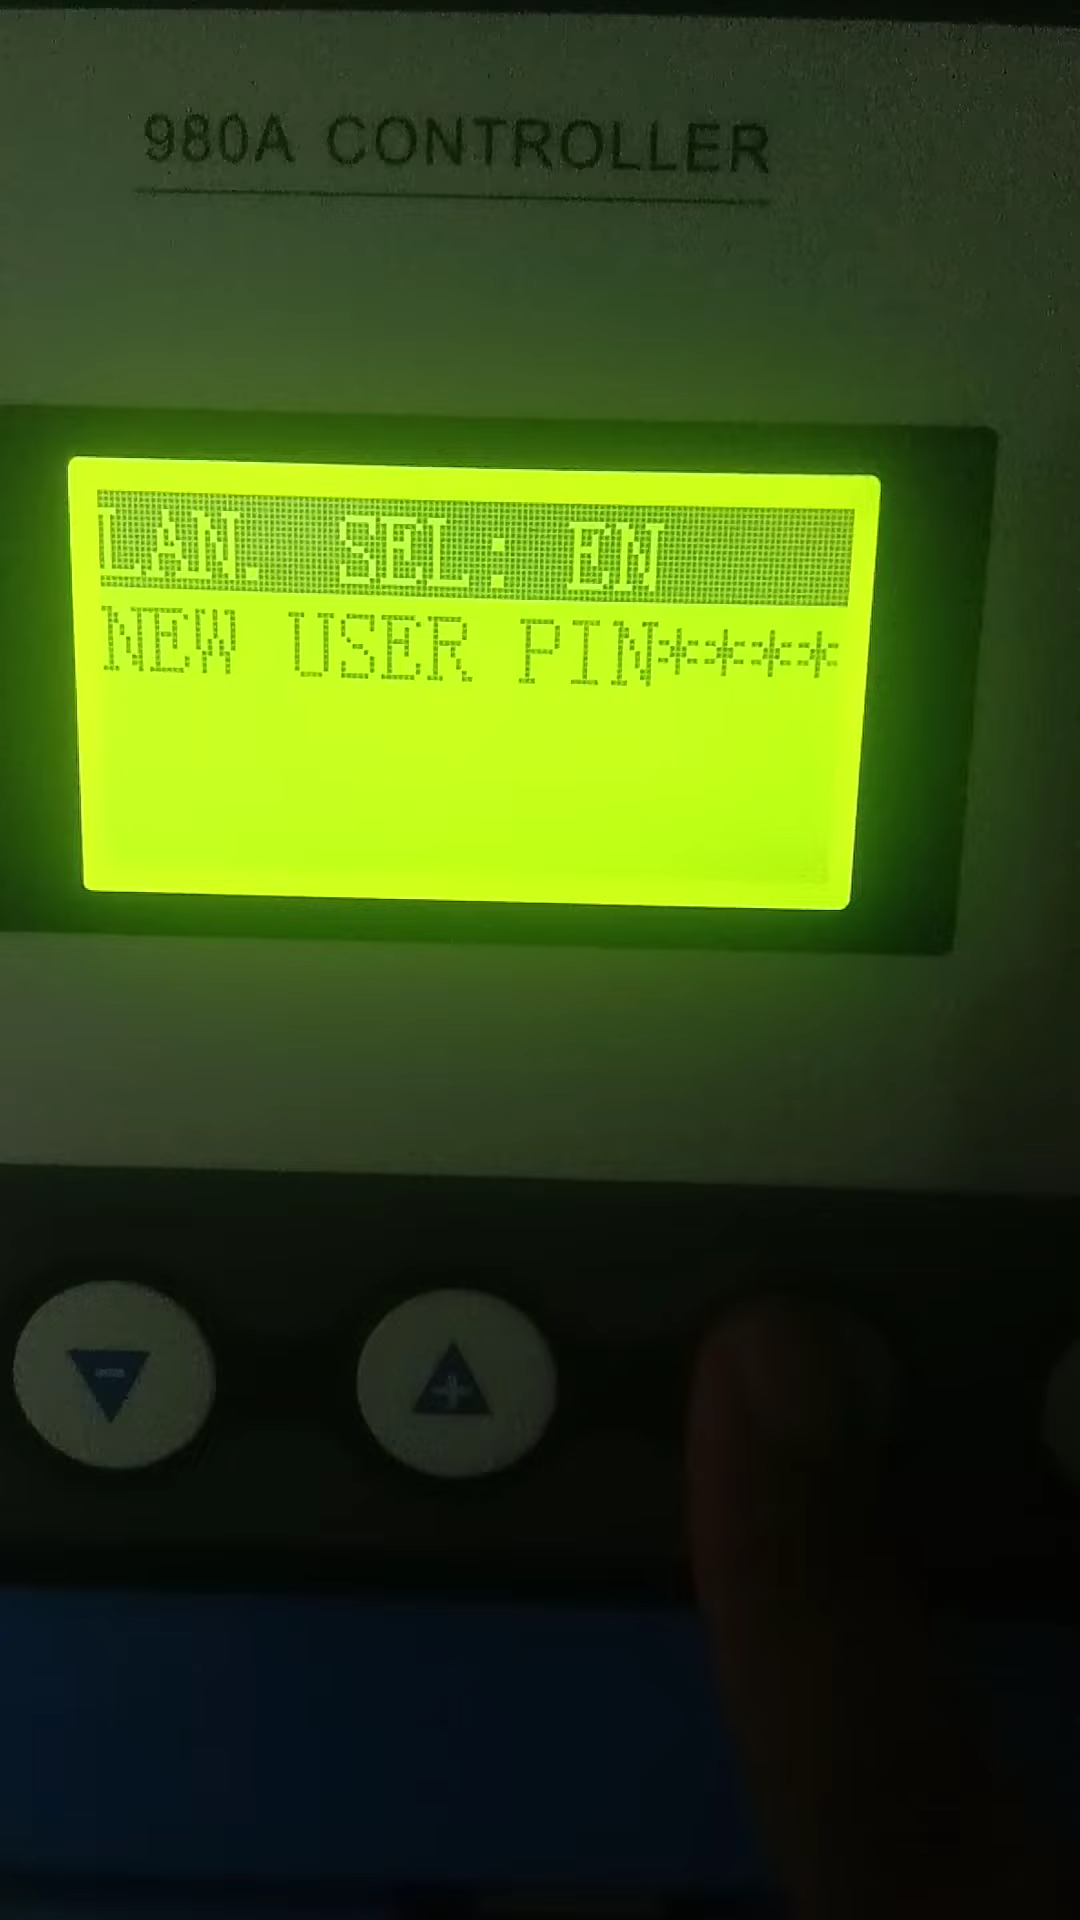 980A CONTROLLER
LAN. SEL: EN
NEW USER PIN****